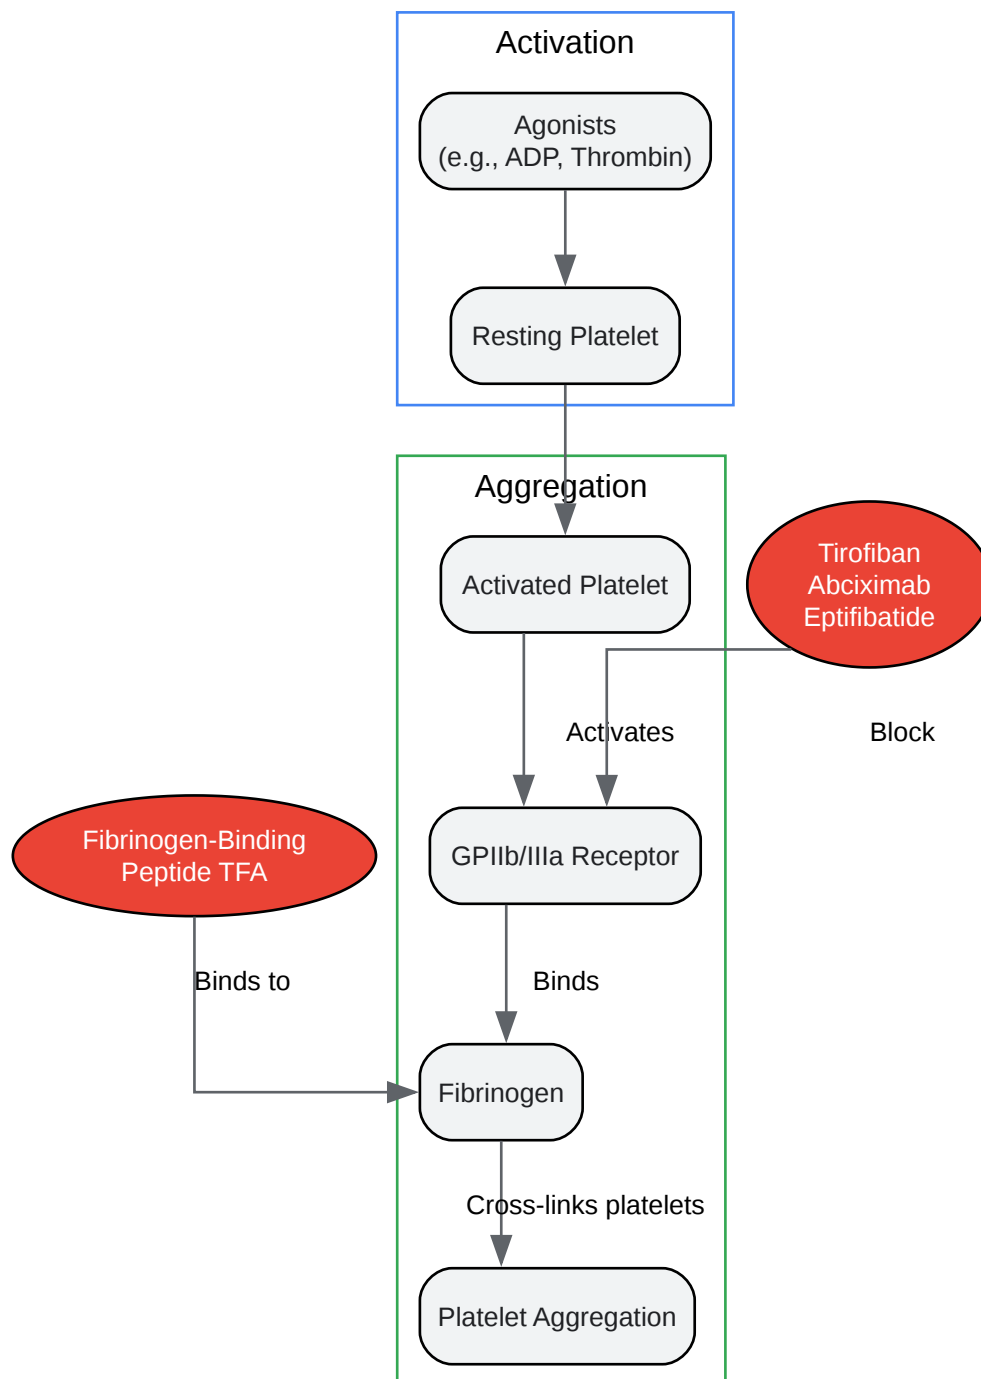 Activation
Agonists
(e.g., ADP, Thrombin)
Resting Platelet
Aggregation
Activated Platelet
Tirofiban
Abciximab
Eptifibatide
Activates
Block
Fibrinogen-Binding
Peptide TFA
GPIIb/IIIa Receptor
Binds to
Binds
Fibrinogen
Cross-links platelets
Platelet Aggregation